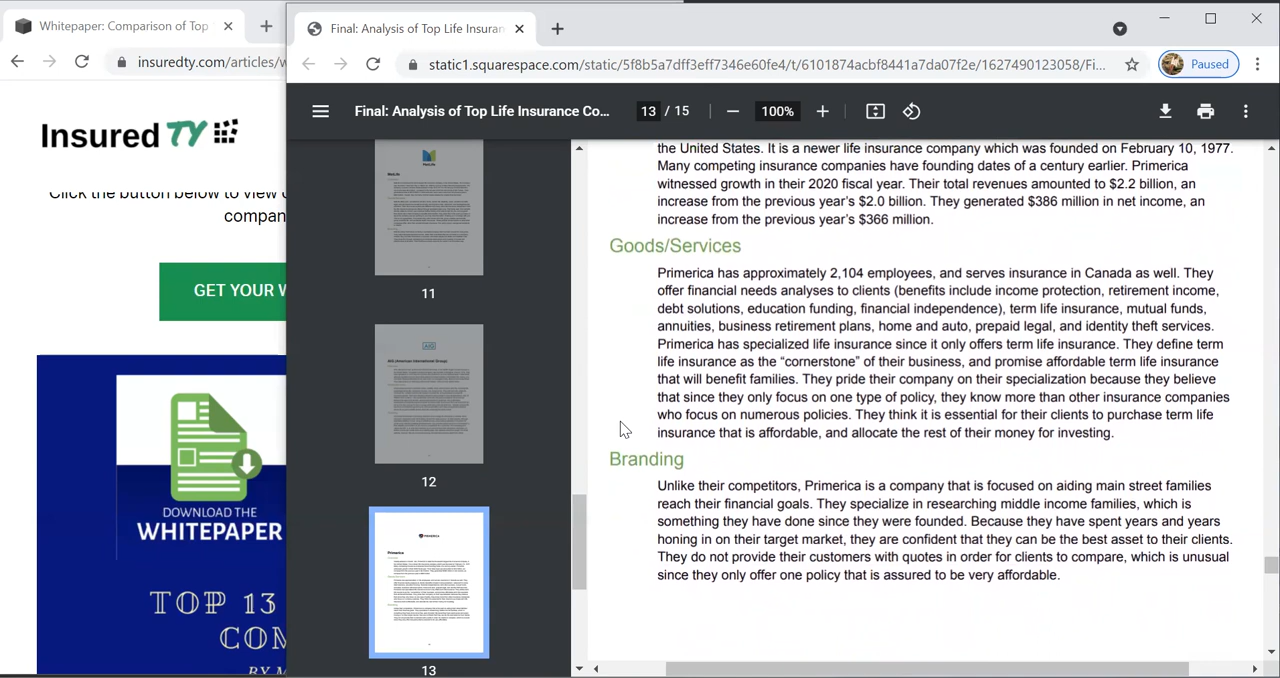 Whitepaper: Comparison of Top
insuredty.com/articles/w
Insured TY
Click the button below to view
compan
GET YOUR W
DOWNLOAD THE
WHITEPAPER
TOP 13
COM
BY M
Final: Analysis of Top Life Insuran
static1.squarespace.com/static/5f8b5a7dff3eff7346e60fe4/t/6101874acbf8441a7da07f2e/1627490123058/Fi...
Paused
Final: Analysis of Top Life Insurance Co...
13 / 15
100%
MetLife
11
AIG
AIG (American International Group)
12
PRIMERICA
Primerica
13
the United States. It is a newer life insurance company which was founded on February 10, 1977.
Many competing insurance companies have founding dates of a century earlier. Primerica
witnessed growth in their 2020 fiscal year. Their total revenues amounted to $2.2 billion, an
increase from the previous year's $20 billion. They generated $386 million in net income, an
increase from the previous year's $366 million.
Goods/Services
Primerica has approximately 2,104 employees, and serves insurance in Canada as well. They
offer financial needs analyses to clients (benefits include income protection, retirement income,
debt solutions, education funding, financial independence), term life insurance, mutual funds,
annuities, business retirement plans, home and auto, prepaid legal, and identity theft services.
Primerica has specialized life insurance since it only offers term life insurance. They define term
life insurance as the "cornerstone" of their business, and promise affordable term life insurance
that will benefit families. They pride their company on their specialization because they believe
that since they only focus on one type of policy, they know more than other insurance companies
who focus on numerous policies. They think it is essential for their clients to purchase term life
insurance that is affordable, and allocate the rest of their money for investing.
Branding
Unlike their competitors, Primerica is a company that is focused on aiding main street families
reach their financial goals. They specialize in researching middle income families, which is
something they have done since they were founded. Because they have spent years and years
honing in on their target market, they are confident that they can be the best asset to their clients.
They do not provide their customers with quotes in order for clients to compare, which is unusual
since they only offer one policy that is assured to be very affordable.